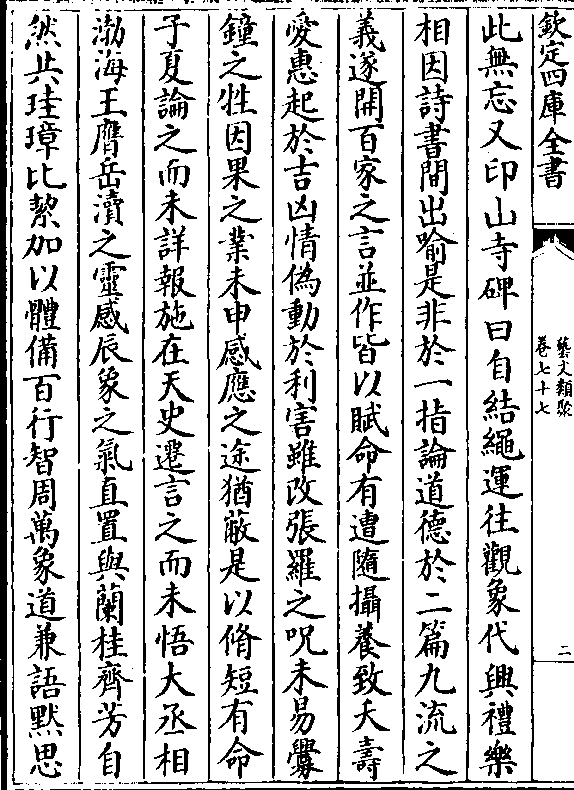 欽定四庫全書
藝文類聚
卷七十七
二
此無忘又印山寺碑曰自結繩運往觀象代興禮樂
相因詩書間出喻是非於一指論道德於二篇九流之
義遂開百家之言並作皆以賦命有遭隨攝養致夭壽
愛惠起於吉凶情偽動於利害雖改張羅之呪未易釁
鐘之牲因果之業未申感應之途猶蔽是以脩短有命
子夏論之而未詳報施在天史遷言之而未悟大丞相
渤海王膺岳瀆之靈感辰象之氣直置與蘭桂齊芳自
然共珪璋比絜加以體備百行智周萬象道兼語默思